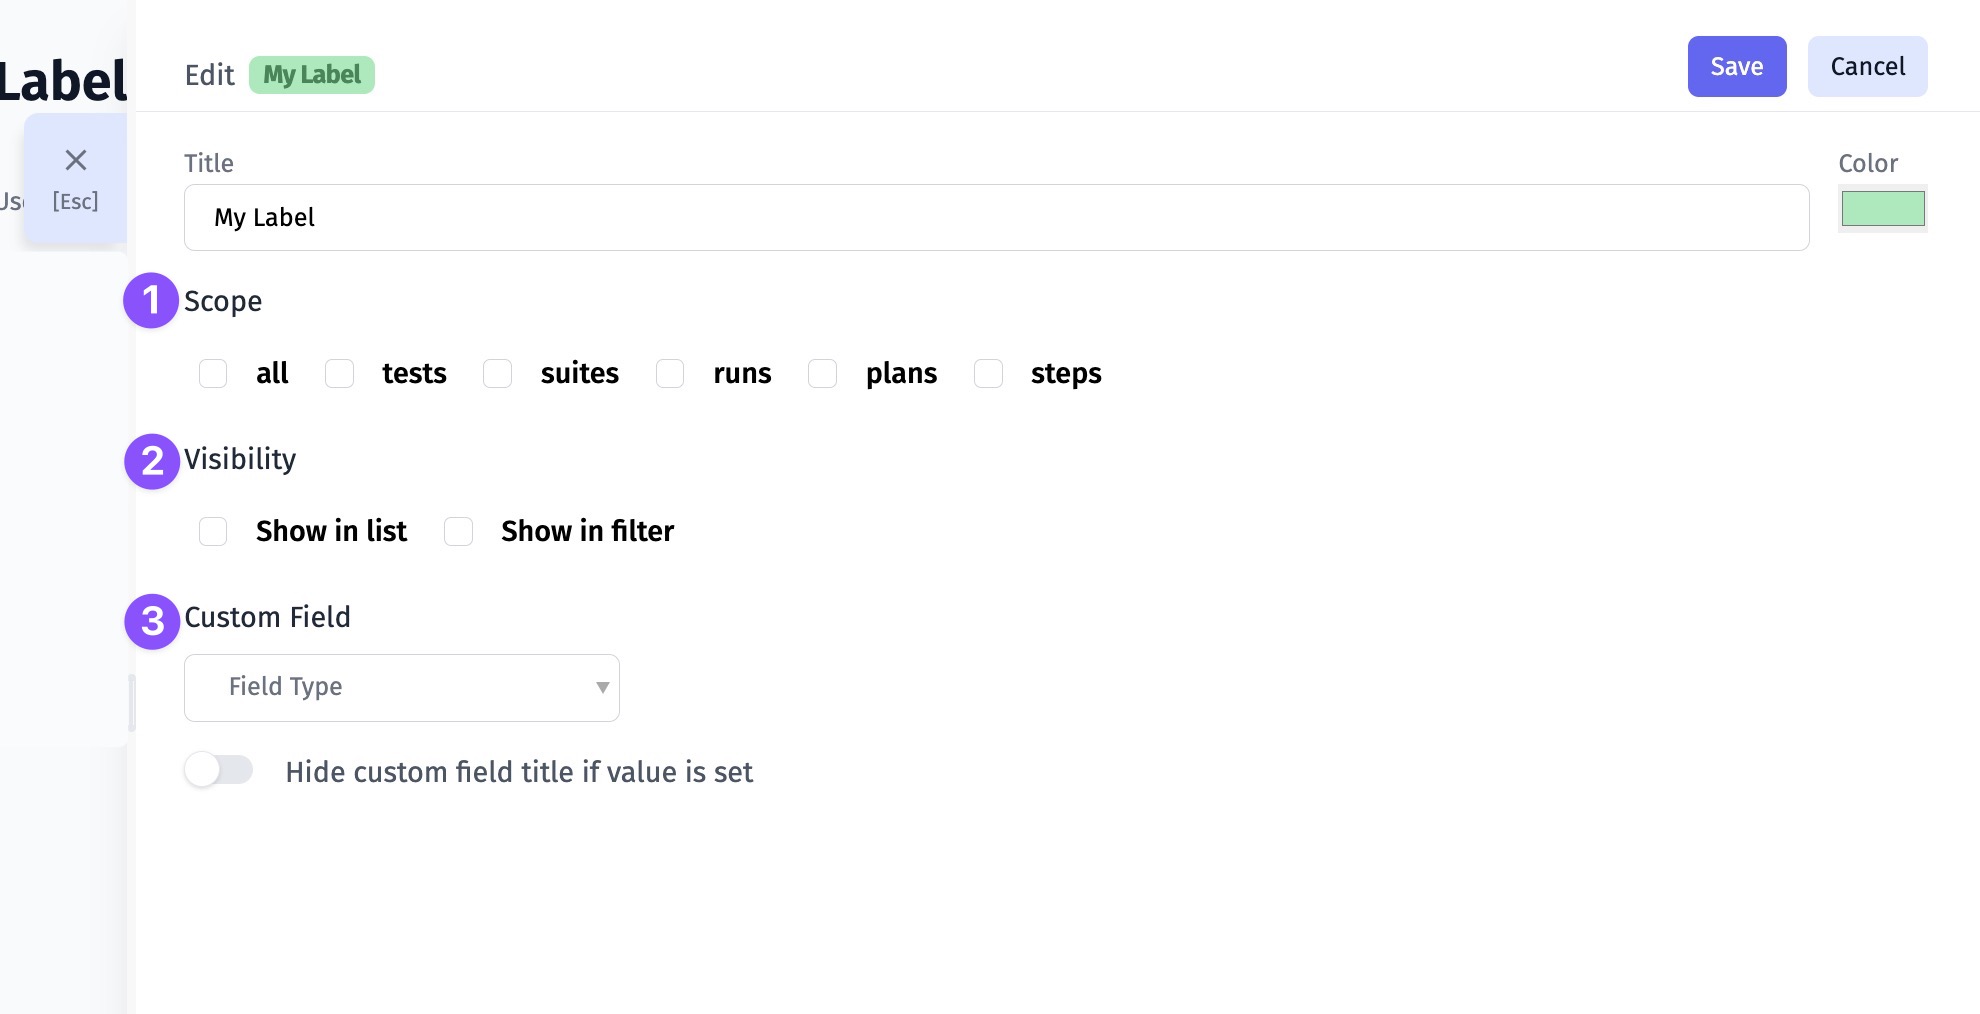 Label
Edit My Label
Save Cancel
[Esc]
Title
Color
My Label
1 Scope
all tests suites runs plans steps
2 Visibility
Show in list Show in filter
3 Custom Field
Field Type
Hide custom field title if value is set